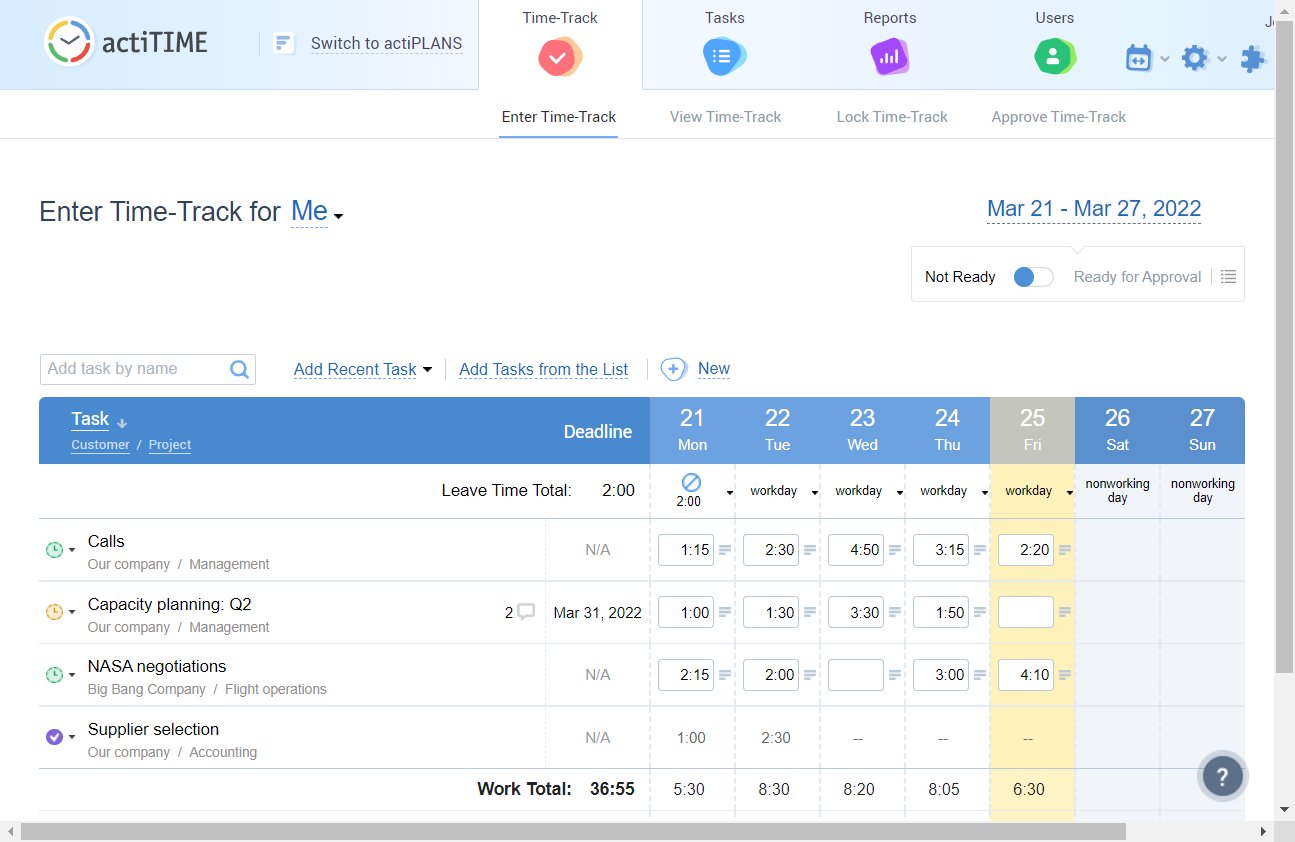 actiTIME
Switch to actiPLANS
Time-Track
Tasks
Reports
Users
Enter Time-Track
View Time-Track
Lock Time-Track
Approve Time-Track
Enter Time-Track for Me
Mar 21 - Mar 27, 2022
Not Ready
Ready for Approval
Add task by name
Add Recent Task
Add Tasks from the List
New
Task
Customer / Project
Deadline
21 22 23 24 25 26 27
Mon Tue Wed Thu Fri Sat Sun
Leave Time Total: 2:00
2:00
workday workday workday workday
nonworking day
nonworking day
Calls
Our company / Management
N/A 1:15 2:30 4:50 3:15 2:20
Capacity planning: Q2
Our company / Management
2 Mar 31, 2022 1:00 1:30 3:30 1:50
NASA negotiations
Big Bang Company / Flight operations
N/A 2:15 2:00 3:00 4:10
Supplier selection
Our company / Accounting
N/A 1:00 2:30 -- -- --
Work Total: 36:55 5:30 8:30 8:20 8:05 6:30
?